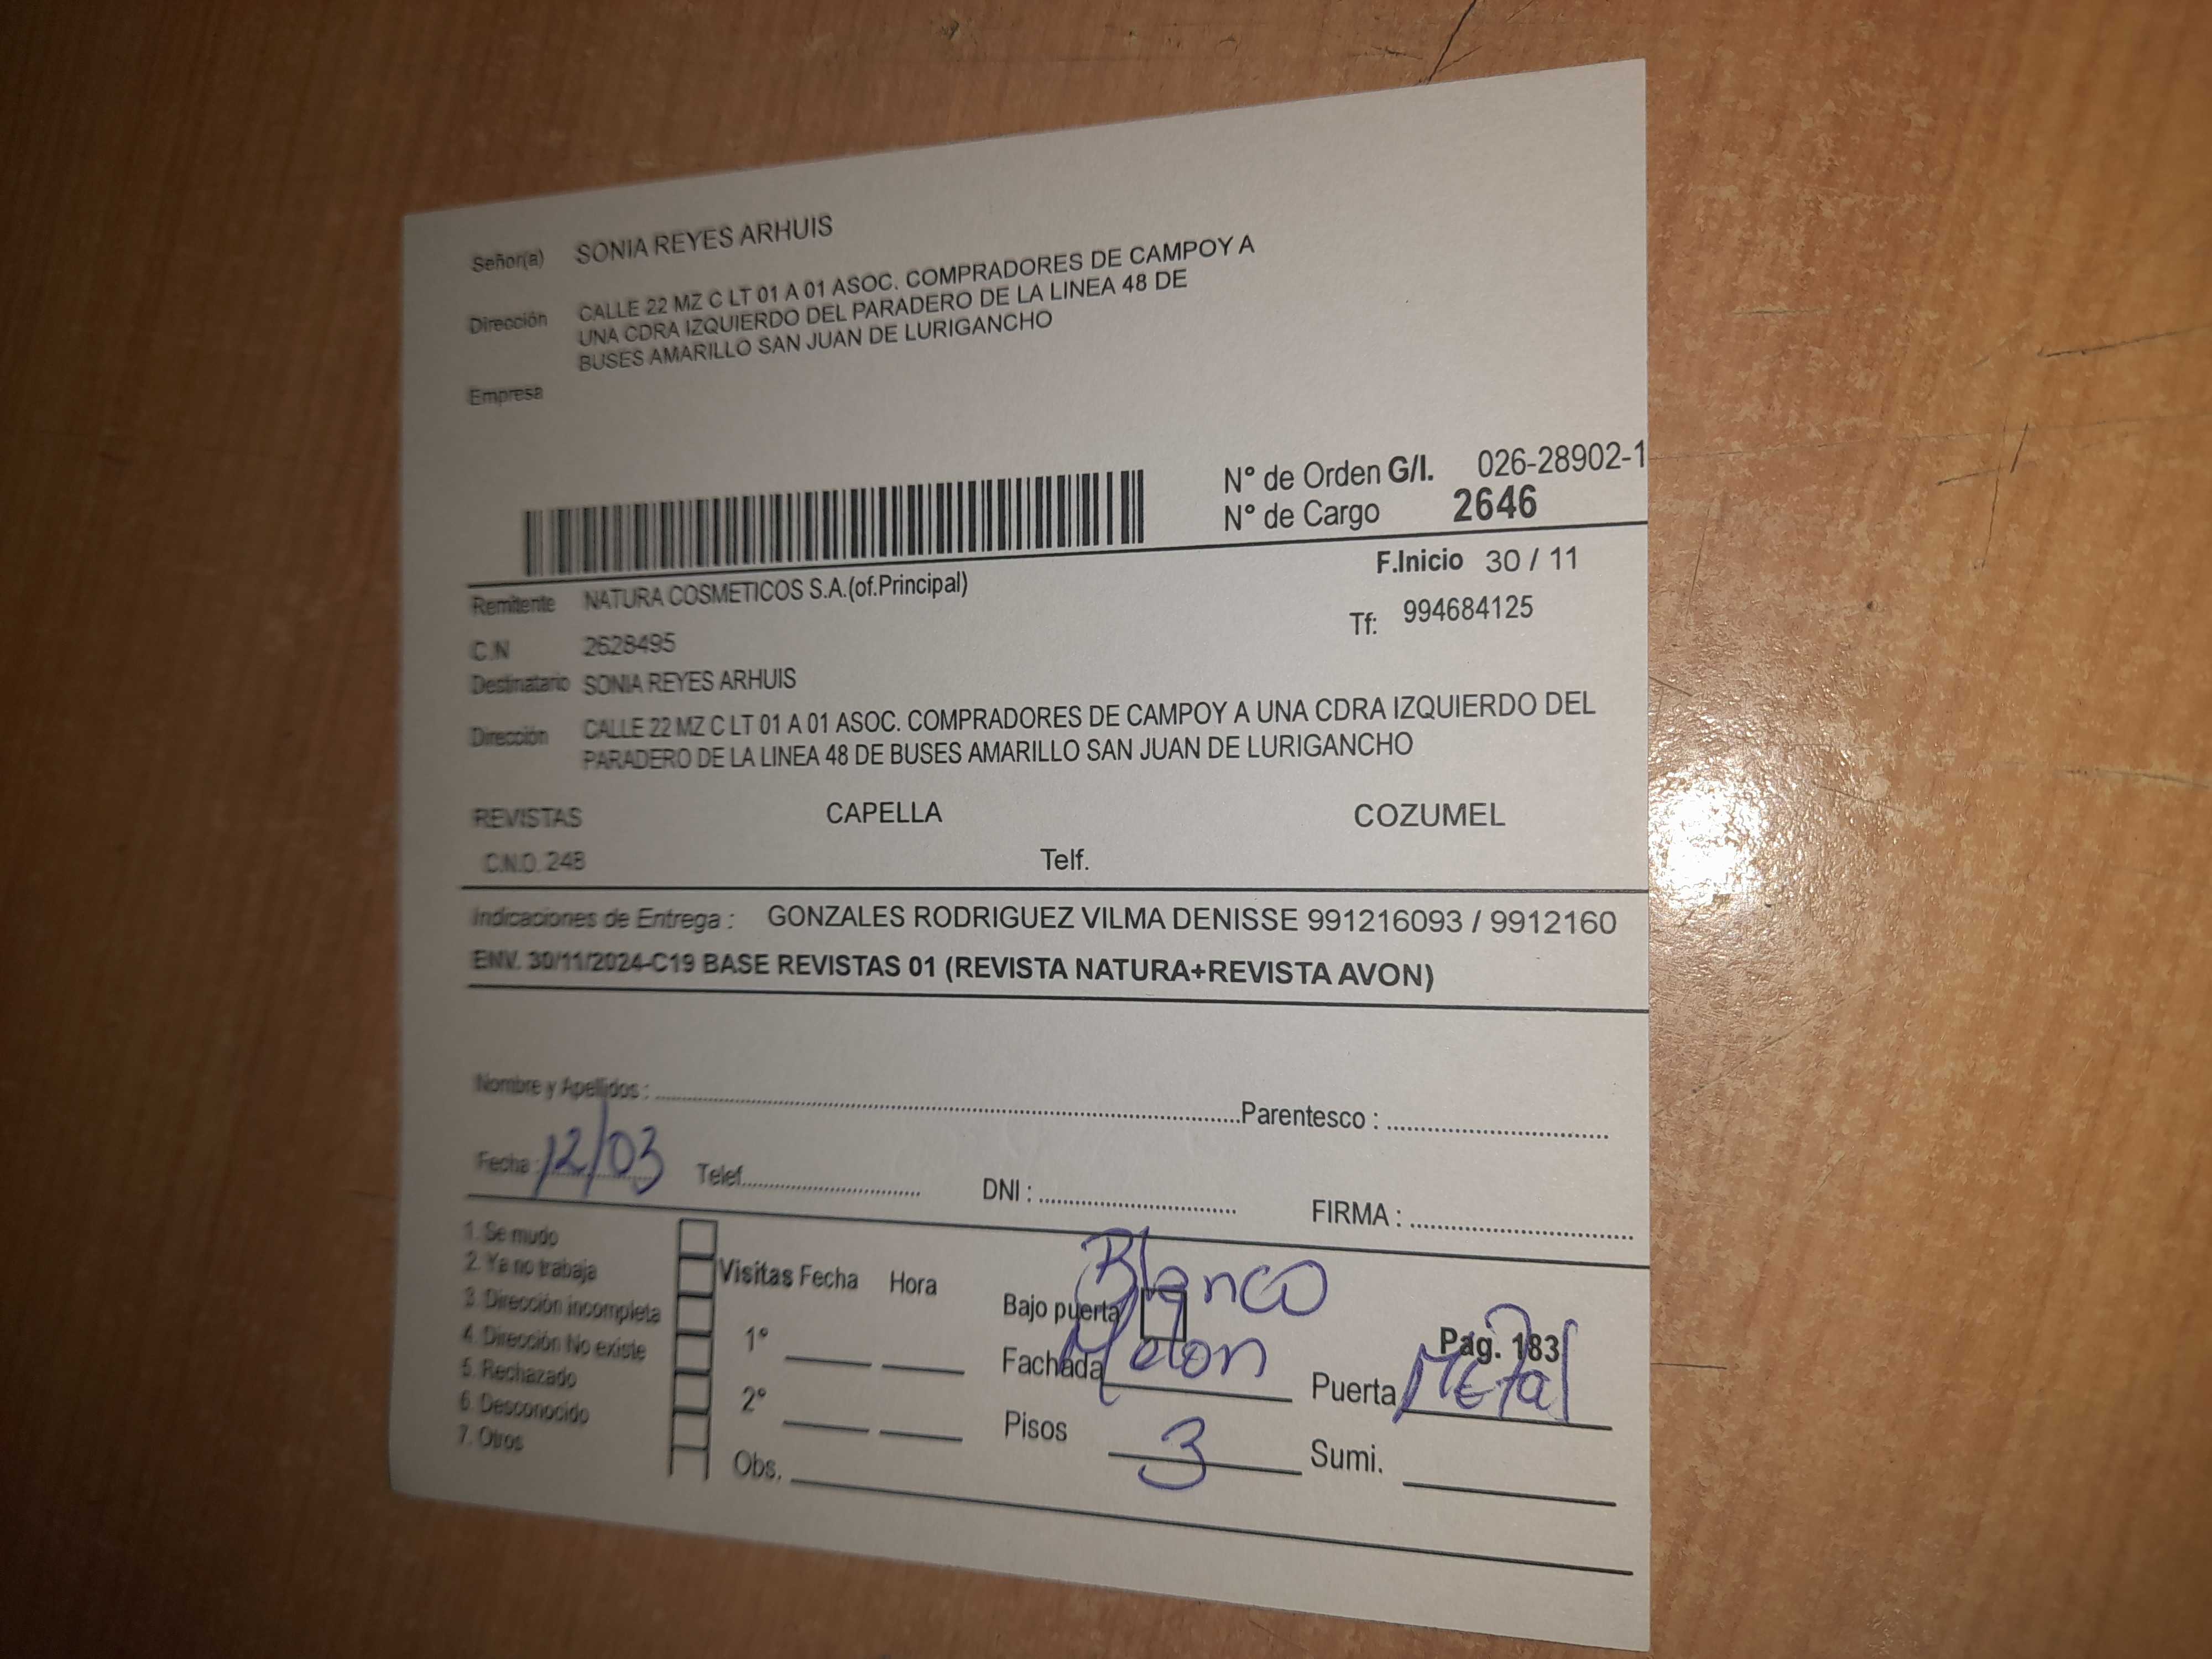 Señor(a) SONIA REYES ARHUIS
Dirección CALLE 22 MZ C LT 01 A 01 ASOC. COMPRADORES DE CAMPOY A
UNA CDRA IZQUIERDO DEL PARADERO DE LA LINEA 48 DE
BUSES AMARILLO SAN JUAN DE LURIGANCHO
Empresa
N° de Orden G/I. 026-28902-1
N° de Cargo 2646
F.Inicio 30 / 11
Remitente NATURA COSMETICOS S.A.(of.Principal)
Tf: 994684125
C.N 2628495
Destinatario SONIA REYES ARHUIS
Dirección CALLE 22 MZ C LT 01 A 01 ASOC. COMPRADORES DE CAMPOY A UNA CDRA IZQUIERDO DEL
PARADERO DE LA LINEA 48 DE BUSES AMARILLO SAN JUAN DE LURIGANCHO
REVISTAS CAPELLA COZUMEL
Telf.
Indicaciones de Entrega : GONZALES RODRIGUEZ VILMA DENISSE 991216093 / 9912160
ENV. 30/11/2024-C19 BASE REVISTAS 01 (REVISTA NATURA+REVISTA AVON)
Nombre y Apellidos : Parentesco :
Fecha : 12/03 Telef. DNI : FIRMA :
1. Se mudo
2. Ya no trabaja
3. Dirección incompleta
4. Dirección No existe
5. Rechazado
6. Desconocido
7. Otros
Visitas Fecha Hora
1°
2°
Obs.
Blanco
Bajo puerta
Fachada Melon
Pag. 183
Puerta Metal
Pisos 3 Sumi.